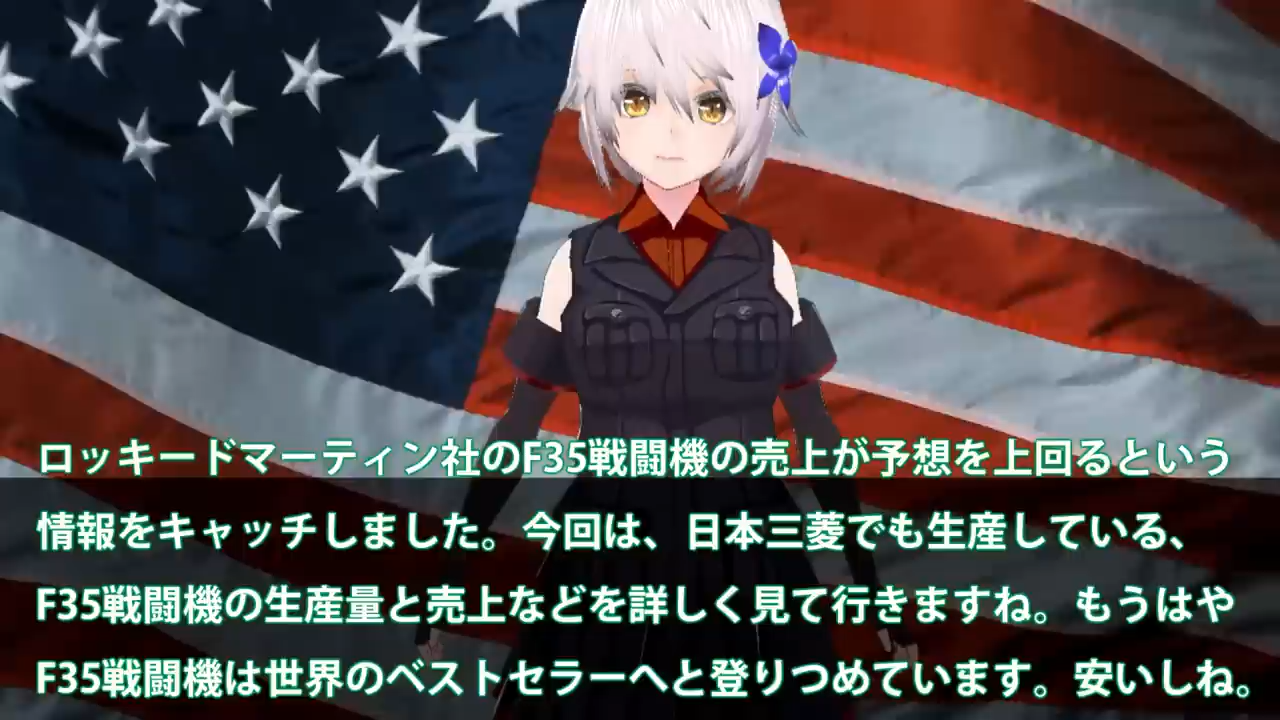 ロッキードマーティン社のF35戦闘機の売上が予想を上回るという
情報をキャッチしました。今回は、日本三菱でも生産している、
F35戦闘機の生産量と売上などを詳しく見て行きますね。もうはや
F35戦闘機は世界のベストセラーへと登りつめています。安いしね。